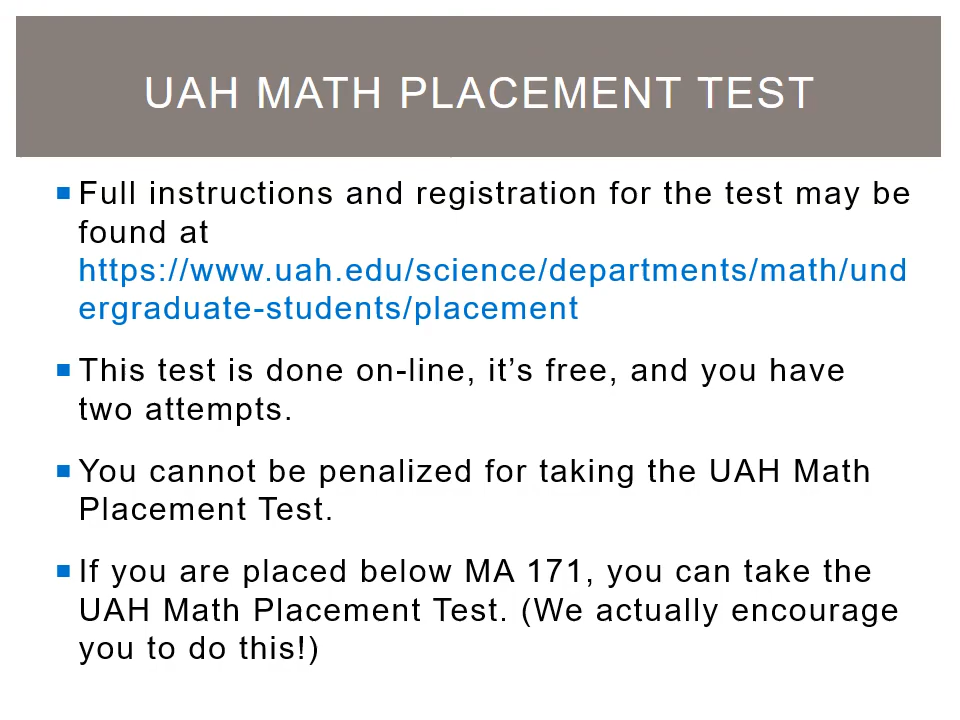 UAH MATH PLACEMENT TEST
Full instructions and registration for the test may be
found at
https://www.uah.edu/science/departments/math/und
ergraduate-students/placement
This test is done on-line, it’s free, and you have
two attempts.
You cannot be penalized for taking the UAH Math
Placement Test.
If you are placed below MA 171, you can take the
UAH Math Placement Test. (We actually encourage
you to do this!)